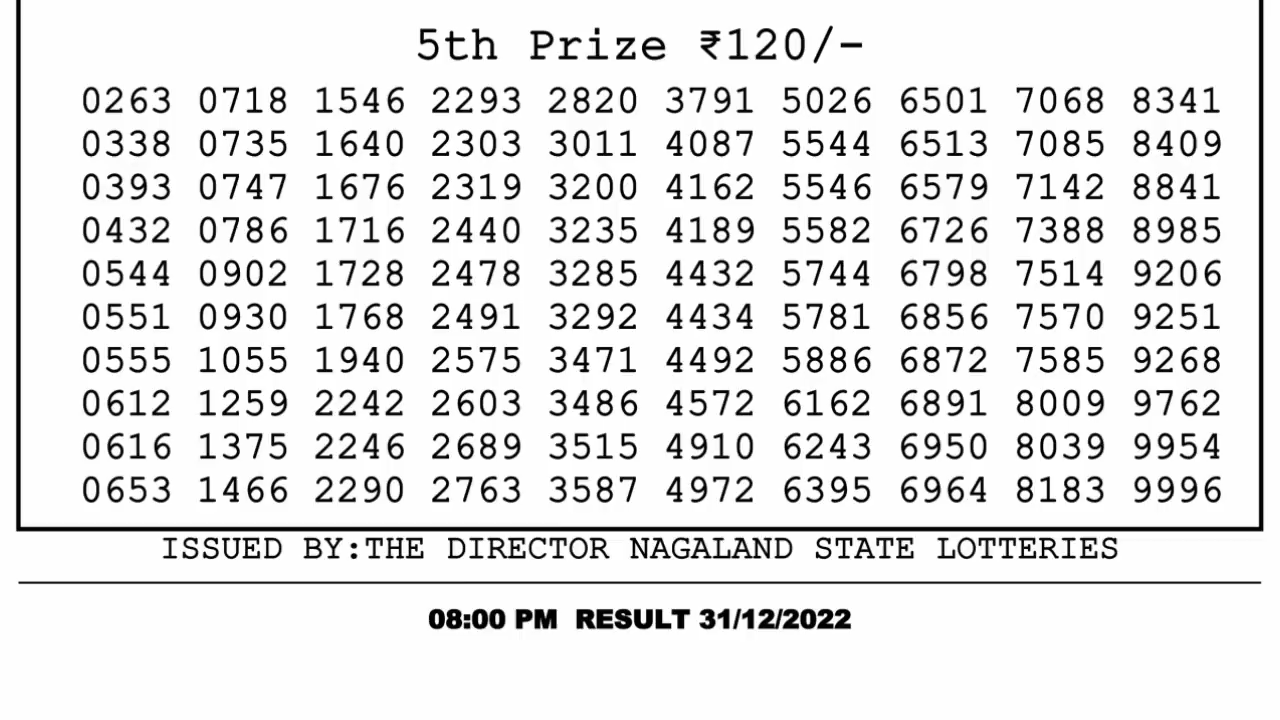 5th Prize ₹120/-
0263 0718 1546 2293 2820 3791 5026 6501 7068 8341
0338 0735 1640 2303 3011 4087 5544 6513 7085 8409
0393 0747 1676 2319 3200 4162 5546 6579 7142 8841
0432 0786 1716 2440 3235 4189 5582 6726 7388 8985
0544 0902 1728 2478 3285 4432 5744 6798 7514 9206
0551 0930 1768 2491 3292 4434 5781 6856 7570 9251
0555 1055 1940 2575 3471 4492 5886 6872 7585 9268
0612 1259 2242 2603 3486 4572 6162 6891 8009 9762
0616 1375 2246 2689 3515 4910 6243 6950 8039 9954
0653 1466 2290 2763 3587 4972 6395 6964 8183 9996
ISSUED BY:THE DIRECTOR NAGALAND STATE LOTTERIES
08:00 PM RESULT 31/12/2022